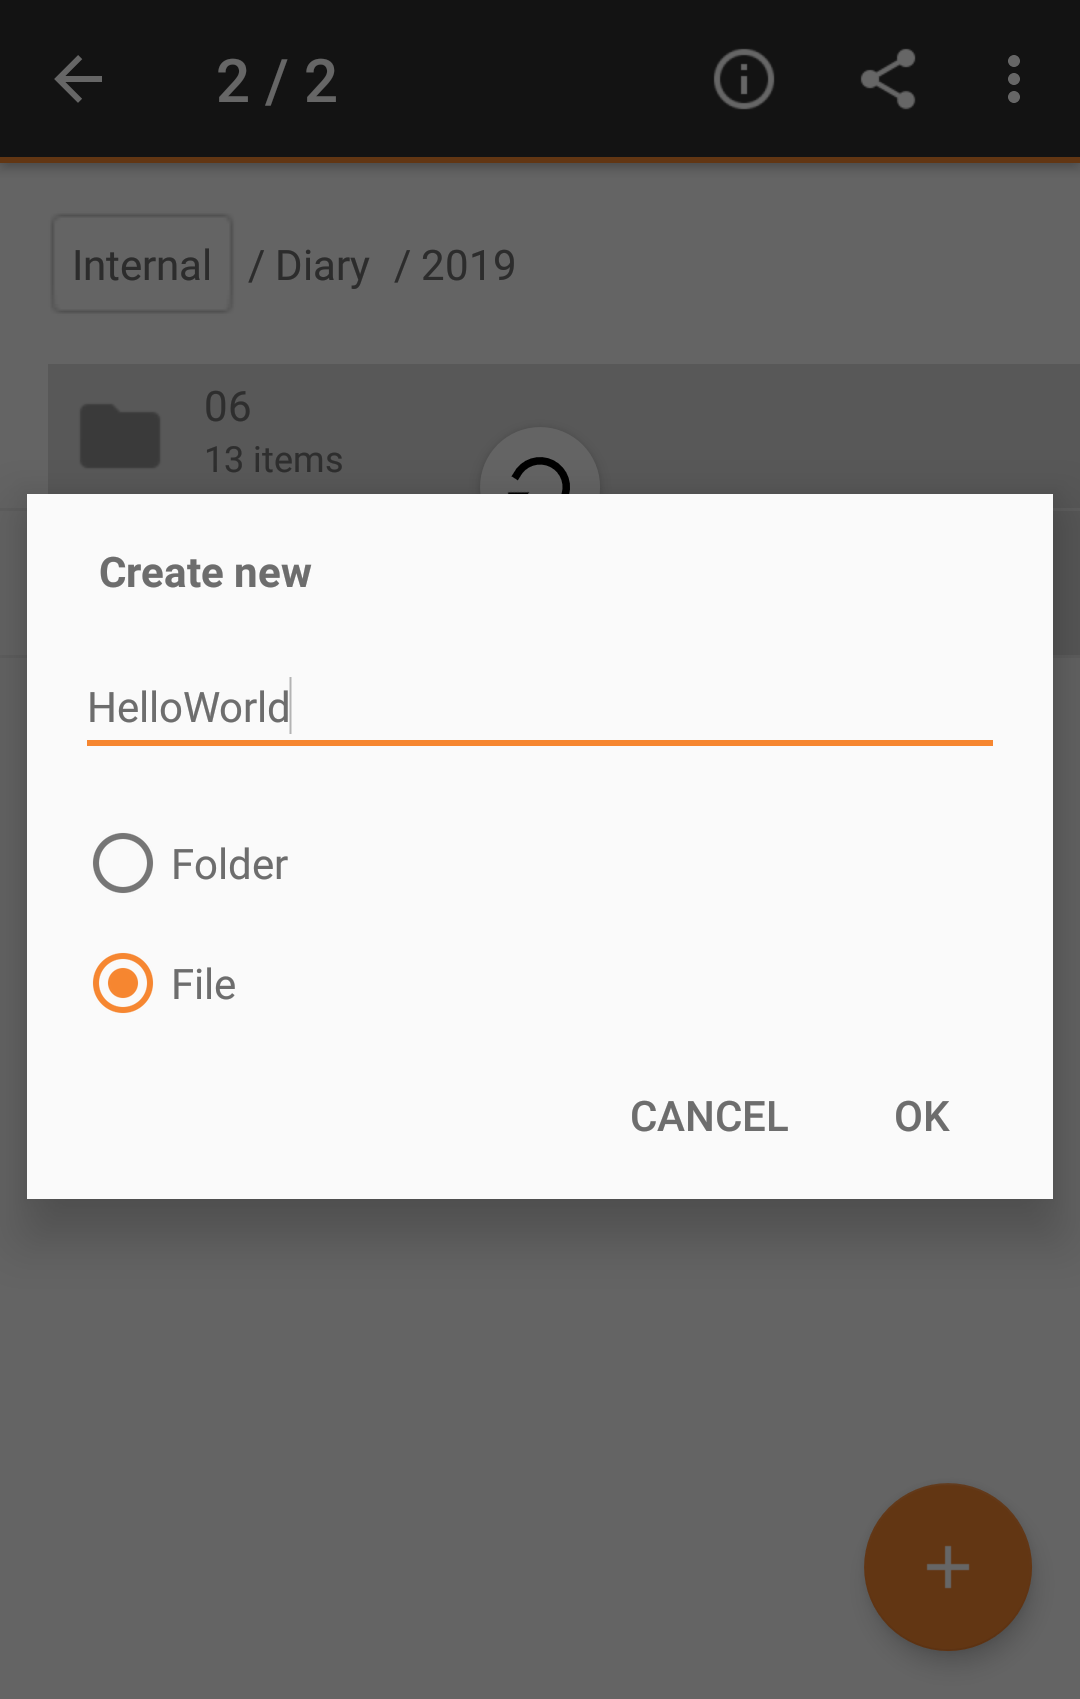 2 / 2
Internal / Diary / 2019
06
13 items
Create new
HelloWorld
Folder
File
CANCEL OK